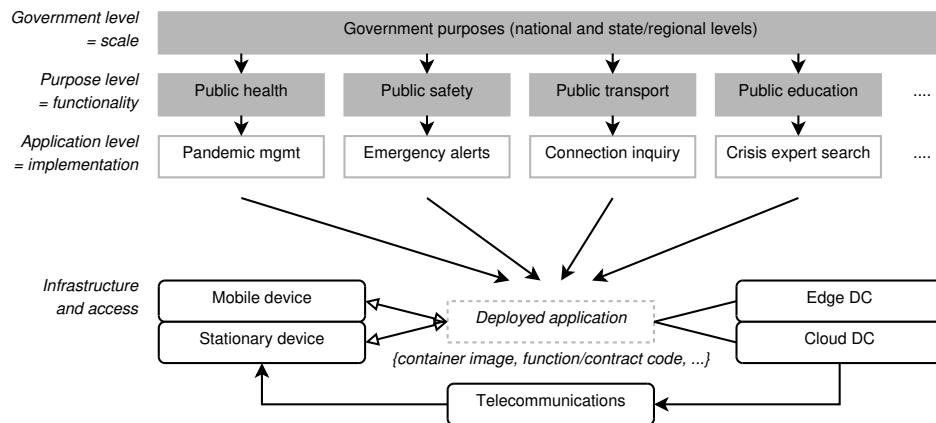 Government level
= scale
Government purposes (national and state/regional levels)
Purpose level
= functionality
Public health
Public safety
Public transport
Public education
....
Application level
= implementation
Pandemic mgmt
Emergency alerts
Connection inquiry
Crisis expert search
....
Infrastructure
and access
Mobile device
Stationary device
Deployed application
{container image, function/contract code, ...}
Edge DC
Cloud DC
Telecommunications